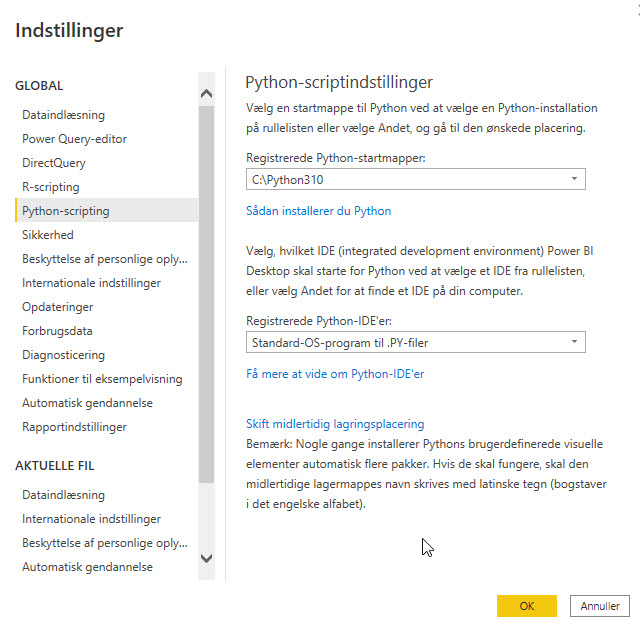 Indstillinger
GLOBAL
Dataindlæsning
Power Query-editor
DirectQuery
R-scripting
Python-scripting
Sikkerhed
Beskyttelse af personlige oply...
Internationale indstillinger
Opdateringer
Forbrugsdata
Diagnosticering
Funktioner til eksempelvisning
Automatisk gendannelse
Rapportindstillinger
AKTUELLE FIL
Dataindlæsning
Internationale indstillinger
Beskyttelse af personlige oply...
Automatisk gendannelse
Python-scriptindstillinger
Vælg en startmappe til Python ved at vælge en Python-installation
på rullelisten eller vælge Andet, og gå til den ønskede placering.
Registrerede Python-startmapper:
C:\Python310
Sådan installerer du Python
Vælg, hvilket IDE (integrated development environment) Power BI
Desktop skal starte for Python ved at vælge et IDE fra rullelisten,
eller vælg Andet for at finde et IDE på din computer.
Registrerede Python-IDE'er:
Standard-OS-program til .PY-filer
Få mere at vide om Python-IDE'er
Skift midlertidig lagringsplacering
Bemærk: Nogle gange installerer Pythons brugerdefinerede visuelle
elementer automatisk flere pakker. Hvis de skal fungere, skal den
midlertidige lagermappes navn skrives med latinske tegn (bogstaver
i det engelske alfabet).
OK
Annuller